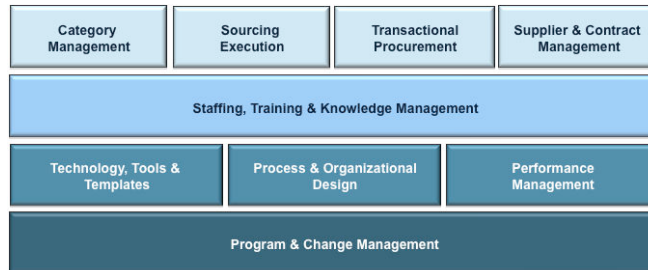 Category
Management
Sourcing
Execution
Transactional
Procurement
Supplier & Contract
Management
Staffing, Training & Knowledge Management
Technology, Tools &
Templates
Process & Organizational
Design
Performance
Management
Program & Change Management